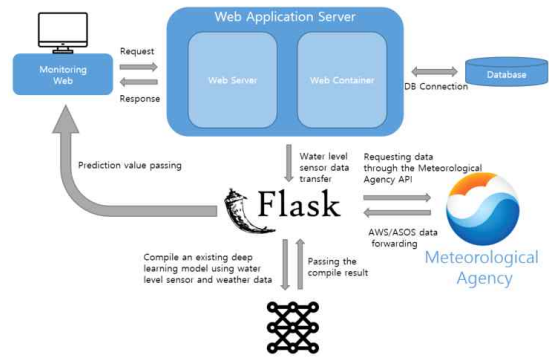 Web Application Server
Monitoring
Web
Request
Response
Web Server
Web Container
DB Connection
Database
Prediction value passing
Water level
sensor data
transfer
Requesting data
through the Meteorological
Agency API
Flask
AWS/ASOS data
forwarding
Meteorological
Agency
Compile an existing deep
learning model using water
level sensor and weather data
Passing the
compile result